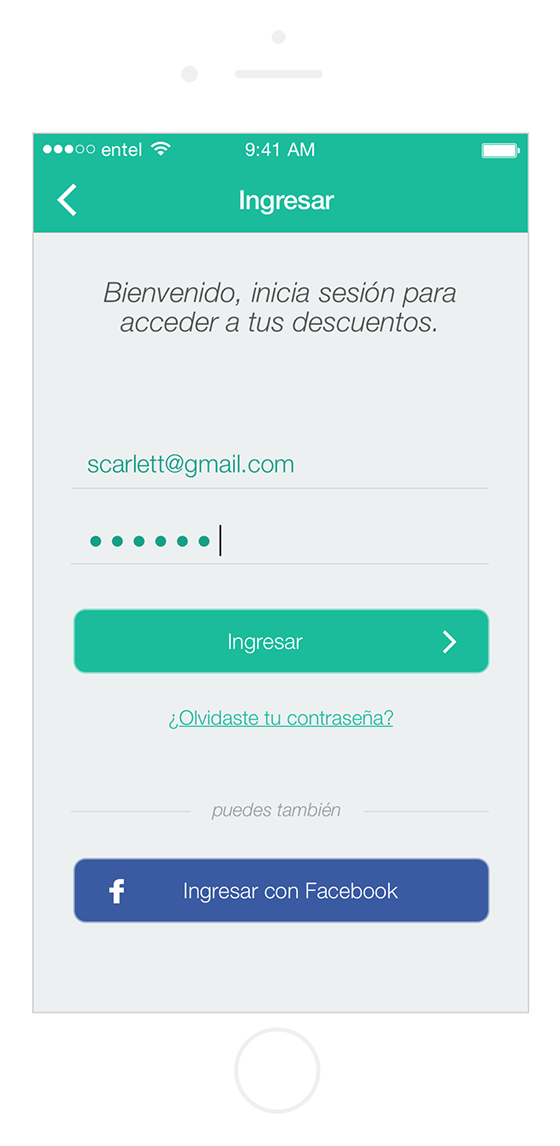 entel 9:41 AM
Ingresar
Bienvenido, inicia sesión para
acceder a tus descuentos.
scarlett@gmail.com
Ingresar
¿Olvidaste tu contraseña?
puedes también
f Ingresar con Facebook